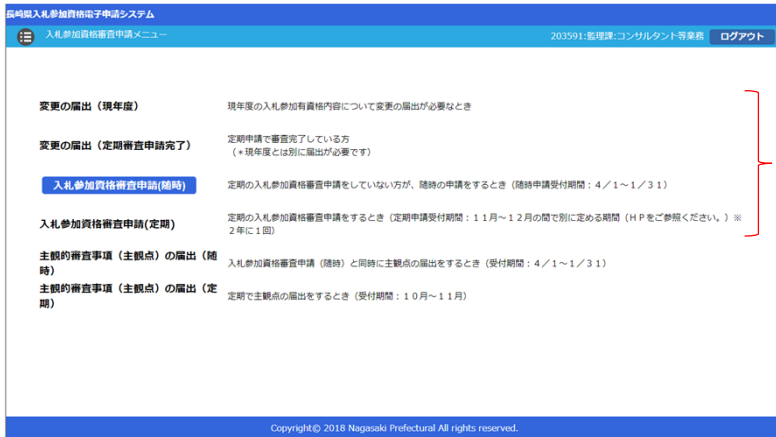 長崎県入札参加資格電子申請システム
入札参加資格審査申請メニュー 203591:監理課:コンサルタント等業務 ログアウト
変更の届出（現年度） 現年度の入札参加有資格内容について変更の届出が必要なとき
変更の届出（定期審査申請完了） 定期申請で審査完了している方
（＊現年度とは別に届出が必要です）
入札参加資格審査申請(随時) 定期の入札参加資格審査申請をしていない方が、随時の申請をするとき（随時申請受付期間：４／１～１／３１）
入札参加資格審査申請(定期) 定期の入札参加資格審査申請をするとき（定期申請受付期間：１１月～１２月の間で別に定める期間（ＨＰをご参照ください。）※
２年に１回）
主観的審査事項（主観点）の届出（随
時） 入札参加資格審査申請（随時）と同時に主観点の届出をするとき（受付期間：４／１～１／３１）
主観的審査事項（主観点）の届出（定
期） 定期で主観点の届出をするとき（受付期間：１０月～１１月）
Copyright© 2018 Nagasaki Prefectural All rights reserved.